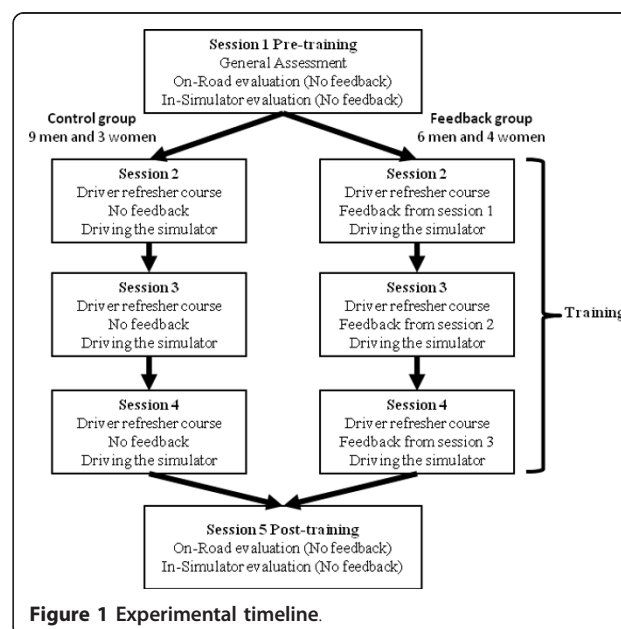 Session 1 Pre-training
General Assessment
On-Road evaluation (No feedback)
In-Simulator evaluation (No feedback)
Control group
9 men and 3 women
Feedback group
6 men and 4 women
Session 2
Driver refresher course
No feedback
Driving the simulator
Session 2
Driver refresher course
Feedback from session 1
Driving the simulator
Session 3
Driver refresher course
No feedback
Driving the simulator
Session 3
Driver refresher course
Feedback from session 2
Driving the simulator
Training
Session 4
Driver refresher course
No feedback
Driving the simulator
Session 4
Driver refresher course
Feedback from session 3
Driving the simulator
Session 5 Post-training
On-Road evaluation (No feedback)
In-Simulator evaluation (No feedback)
Figure 1 Experimental timeline.